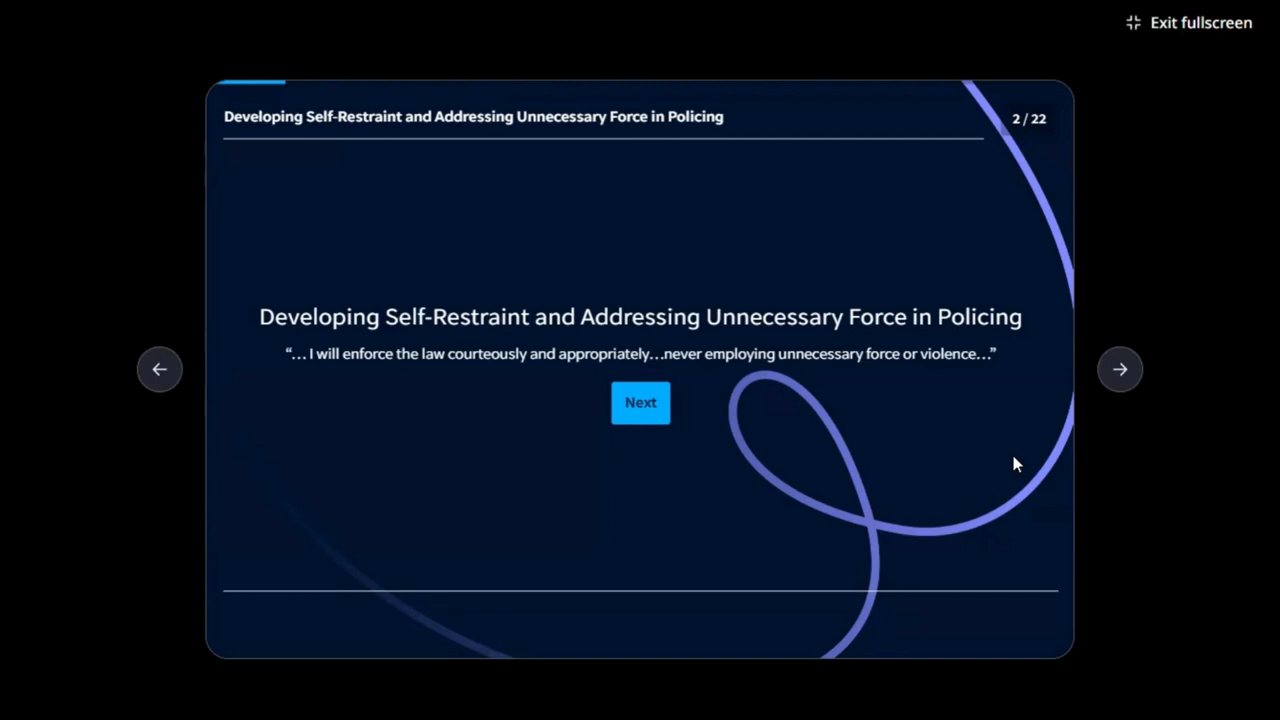 Exit fullscreen
Developing Self-Restraint and Addressing Unnecessary Force in Policing
2 / 22
Developing Self-Restraint and Addressing Unnecessary Force in Policing
“… I will enforce the law courteously and appropriately…never employing unnecessary force or violence…”
Next